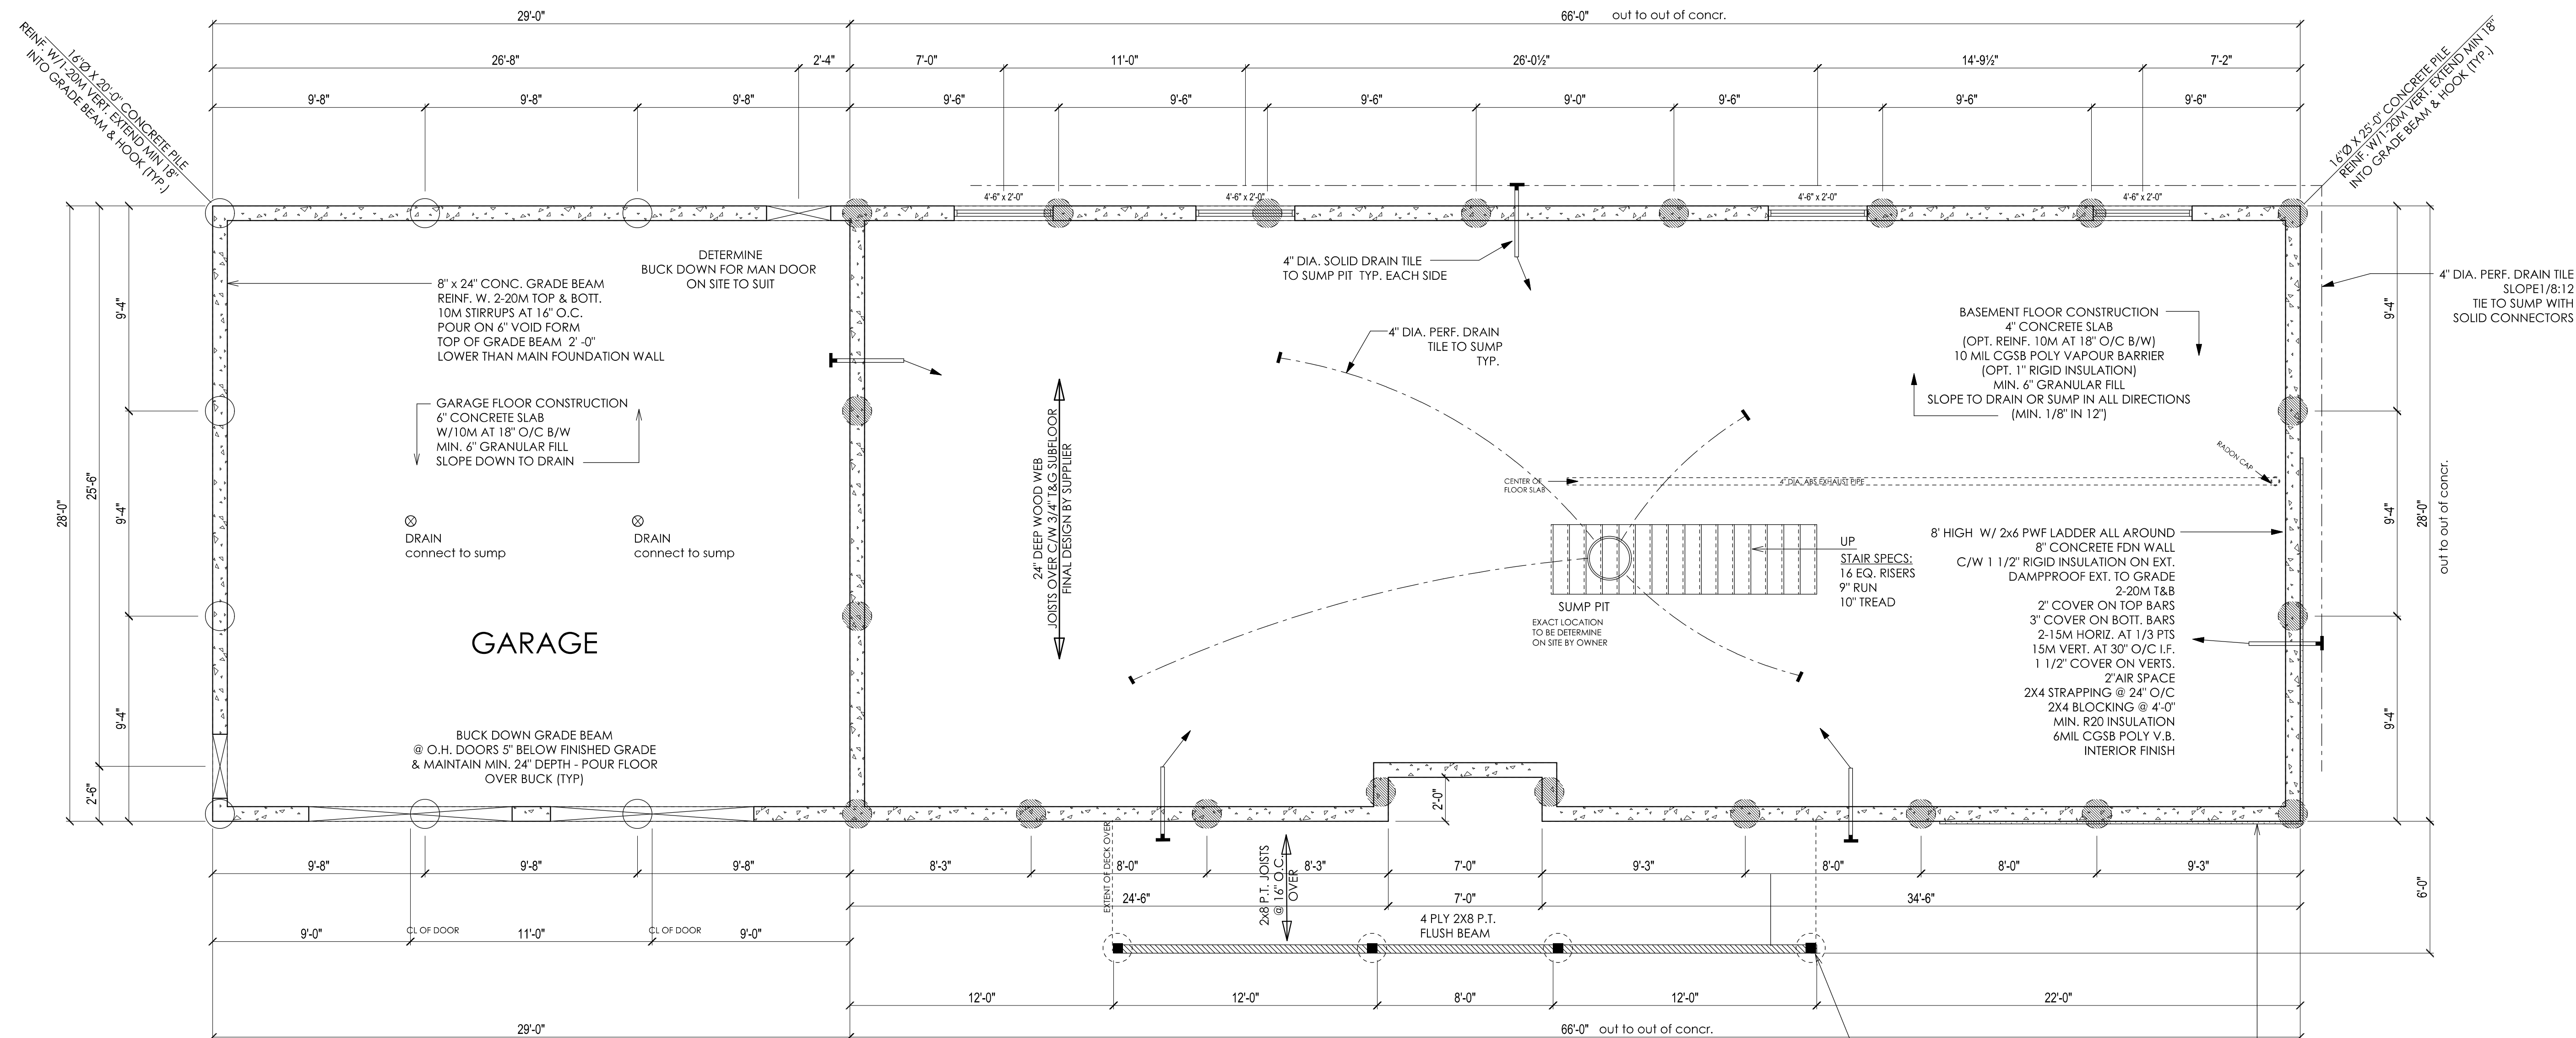 29'-0"
66'-0" out to out of concr.
26'-8"
2'-4"
7'-0"
11'-0"
26'-0½"
14'-9½"
7'-2"
9'-8"
9'-8"
9'-8"
9'-6"
9'-6"
9'-6"
9'-0"
9'-6"
9'-6"
9'-6"
16"Ø X 20'-0" CONCRETE PILE
REINF. W/1-20M VERT. EXTEND MIN 18"
INTO GRADE BEAM & HOOK (TYP.)
16"Ø X 25'-0" CONCRETE PILE
REINF. W/1-20M VERT. EXTEND MIN 18"
INTO GRADE BEAM & HOOK (TYP.)
4'-6" x 2'-0"
4'-6" x 2'-0"
4'-6" x 2'-0"
4'-6" x 2'-0"
DETERMINE
BUCK DOWN FOR MAN DOOR
ON SITE TO SUIT
8" x 24" CONC. GRADE BEAM
REINF. W. 2-20M TOP & BOTT.
10M STIRRUPS AT 16" O.C.
POUR ON 6" VOID FORM
TOP OF GRADE BEAM 2' -0"
LOWER THAN MAIN FOUNDATION WALL
4" DIA. SOLID DRAIN TILE
TO SUMP PIT TYP. EACH SIDE
4" DIA. PERF. DRAIN
TILE TO SUMP
TYP.
BASEMENT FLOOR CONSTRUCTION
4" CONCRETE SLAB
(OPT. REINF. 10M AT 18" O/C B/W)
10 MIL CGSB POLY VAPOUR BARRIER
(OPT. 1" RIGID INSULATION)
MIN. 6" GRANULAR FILL
SLOPE TO DRAIN OR SUMP IN ALL DIRECTIONS
(MIN. 1/8" IN 12")
4" DIA. PERF. DRAIN TILE
SLOPE1/8:12
TIE TO SUMP WITH
SOLID CONNECTORS
GARAGE FLOOR CONSTRUCTION
6" CONCRETE SLAB
W/10M AT 18" O/C B/W
MIN. 6" GRANULAR FILL
SLOPE DOWN TO DRAIN
28'-0"
25'-6"
2'-6"
9'-4"
9'-4"
9'-4"
24" DEEP WOOD WEB
JOISTS OVER C/W 3/4" T&G SUBFLOOR
FINAL DESIGN BY SUPPLIER
RADON CAP
CENTER OF
FLOOR SLAB
4" DIA. ABS EXHAUST PIPE
9'-4"
9'-4"
9'-4"
28'-0"
out to out of concr.
DRAIN
connect to sump
DRAIN
connect to sump
UP
STAIR SPECS:
16 EQ. RISERS
9" RUN
10" TREAD
SUMP PIT
EXACT LOCATION
TO BE DETERMINE
ON SITE BY OWNER
8' HIGH W/ 2x6 PWF LADDER ALL AROUND
8" CONCRETE FDN WALL
C/W 1 1/2" RIGID INSULATION ON EXT.
DAMPPROOF EXT. TO GRADE
2-20M T&B
2" COVER ON TOP BARS
3" COVER ON BOTT. BARS
2-15M HORIZ. AT 1/3 PTS
15M VERT. AT 30" O/C I.F.
1 1/2" COVER ON VERTS.
2"AIR SPACE
2X4 STRAPPING @ 24" O/C
2X4 BLOCKING @ 4'-0"
MIN. R20 INSULATION
6MIL CGSB POLY V.B.
INTERIOR FINISH
GARAGE
BUCK DOWN GRADE BEAM
@ O.H. DOORS 5" BELOW FINISHED GRADE
& MAINTAIN MIN. 24" DEPTH - POUR FLOOR
OVER BUCK (TYP)
2'-0"
9'-8"
9'-8"
9'-8"
8'-3"
8'-0"
8'-3"
7'-0"
9'-3"
8'-0"
8'-0"
9'-3"
6'-0"
EXTENT OF DECK OVER
2x8 P.T. JOISTS
@ 16" O.C.
OVER
24'-6"
7'-0"
34'-6"
4 PLY 2X8 P.T.
FLUSH BEAM
9'-0"
CL OF DOOR
11'-0"
CL OF DOOR
9'-0"
12'-0"
12'-0"
8'-0"
12'-0"
22'-0"
29'-0"
66'-0" out to out of concr.